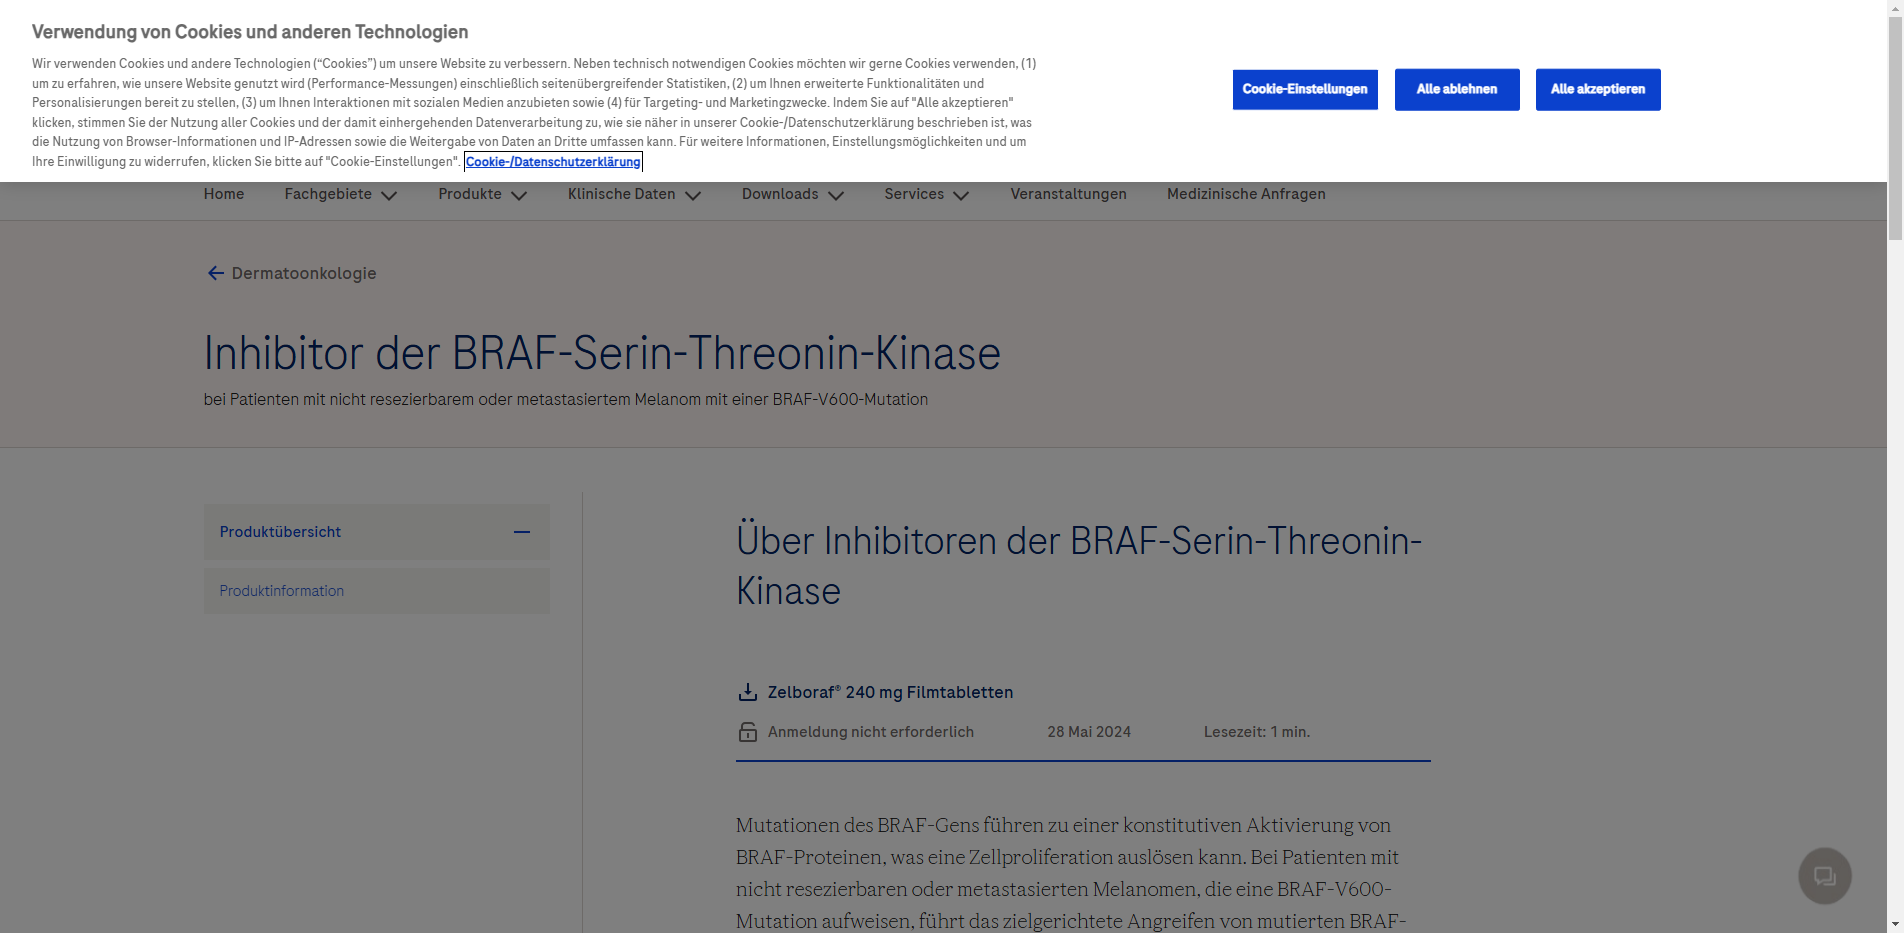 Verwendung von Cookies und anderen Technologien
Wir verwenden Cookies und andere Technologien (“Cookies”) um unsere Website zu verbessern. Neben technisch notwendigen Cookies möchten wir gerne Cookies verwenden, (1)
um zu erfahren, wie unsere Website genutzt wird (Performance-Messungen) einschließlich seitenübergreifender Statistiken, (2) um Ihnen erweiterte Funktionalitäten und
Personalisierungen bereit zu stellen, (3) um Ihnen Interaktionen mit sozialen Medien anzubieten sowie (4) für Targeting- und Marketingzwecke. Indem Sie auf "Alle akzeptieren"
klicken, stimmen Sie der Nutzung aller Cookies und der damit einhergehenden Datenverarbeitung zu, wie sie näher in unserer Cookie-/Datenschutzerklärung beschrieben ist, was
die Nutzung von Browser-Informationen und IP-Adressen sowie die Weitergabe von Daten an Dritte umfassen kann. Für weitere Informationen, Einstellungsmöglichkeiten und um
Ihre Einwilligung zu widerrufen, klicken Sie bitte auf "Cookie-Einstellungen". Cookie-/Datenschutzerklärung
Cookie-Einstellungen Alle ablehnen Alle akzeptieren
Home Fachgebiete Produkte Klinische Daten Downloads Services Veranstaltungen Medizinische Anfragen
Dermatoonkologie
Inhibitor der BRAF-Serin-Threonin-Kinase
bei Patienten mit nicht resezierbarem oder metastasiertem Melanom mit einer BRAF-V600-Mutation
Produktübersicht
Produktinformation
Über Inhibitoren der BRAF-Serin-Threonin-
Kinase
Zelboraf® 240 mg Filmtabletten
Anmeldung nicht erforderlich 28 Mai 2024 Lesezeit: 1 min.
Mutationen des BRAF-Gens führen zu einer konstitutiven Aktivierung von
BRAF-Proteinen, was eine Zellproliferation auslösen kann. Bei Patienten mit
nicht resezierbaren oder metastasierten Melanomen, die eine BRAF-V600-
Mutation aufweisen, führt das zielgerichtete Angreifen von mutierten BRAF-